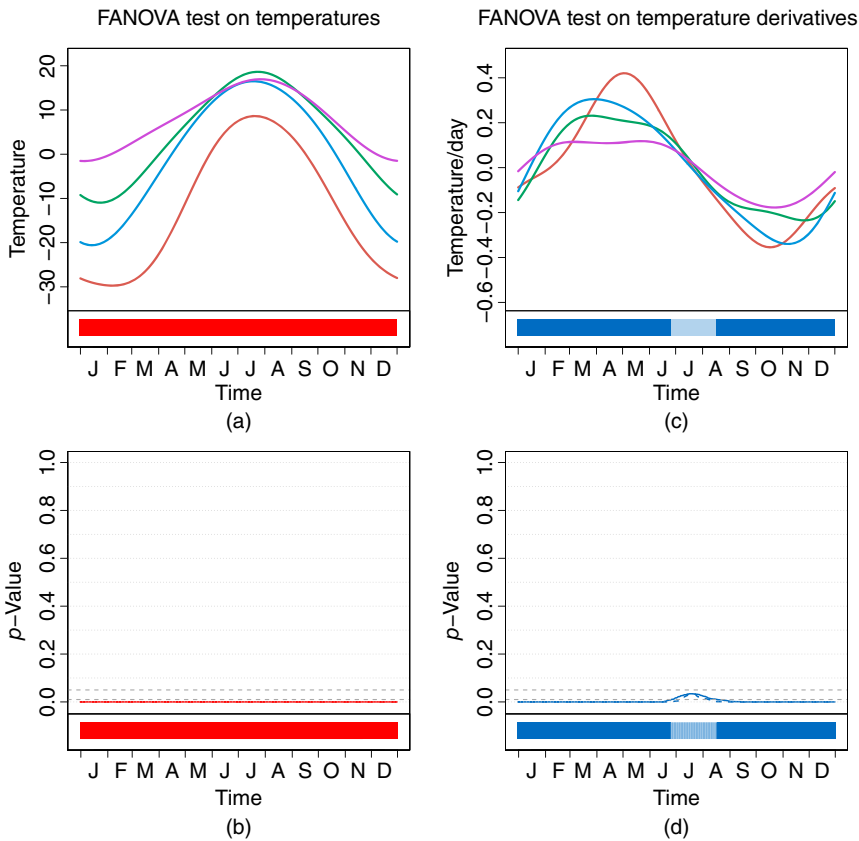 FANOVA test on temperatures
Temperature
20
10
0
−10
−20
−30
J F M A M J J A S O N D
Time
(a)
FANOVA test on temperature derivatives
Temperature/day
0.4
0.2
0.0
−0.2
−0.4
−0.6
J F M A M J J A S O N D
Time
(c)
p−Value
1.0
0.8
0.6
0.4
0.2
0.0
J F M A M J J A S O N D
Time
(b)
p−Value
1.0
0.8
0.6
0.4
0.2
0.0
J F M A M J J A S O N D
Time
(d)